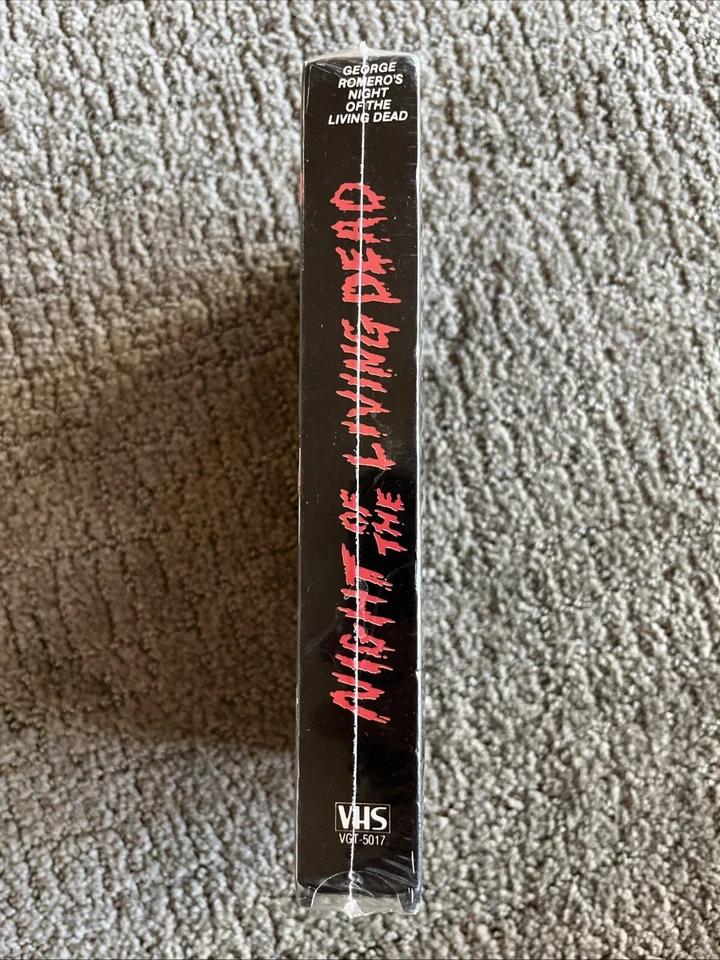 GEORGE
ROMERO'S
NIGHT
OF THE
LIVING DEAD
NIGHT OF THE LIVING DEAD
VHS
VGT-5017